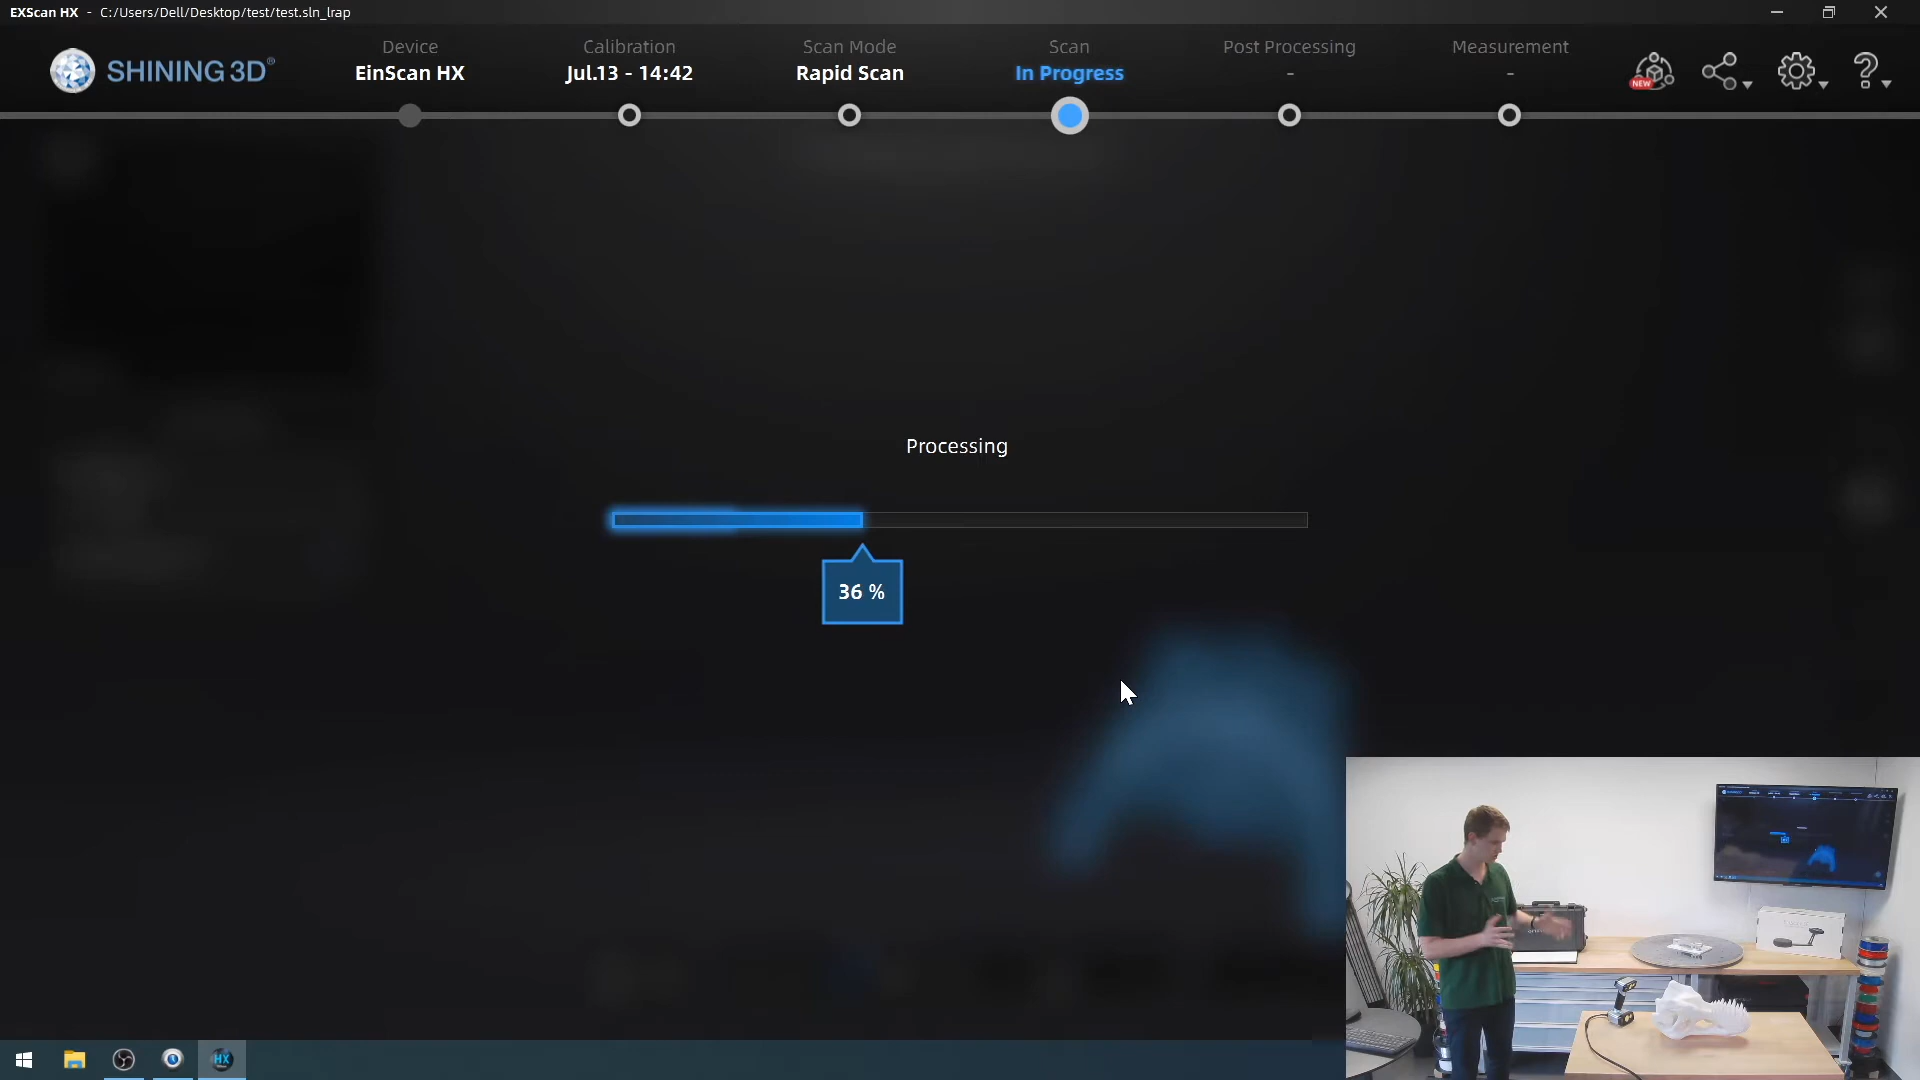 EXScan HX - C:/Users/Dell/Desktop/test/test.sln_lrap
SHINING 3D®
Device
EinScan HX
Calibration
Jul.13 - 14:42
Scan Mode
Rapid Scan
Scan
In Progress
Post Processing
-
Measurement
-
NEW
Processing
36 %
HX